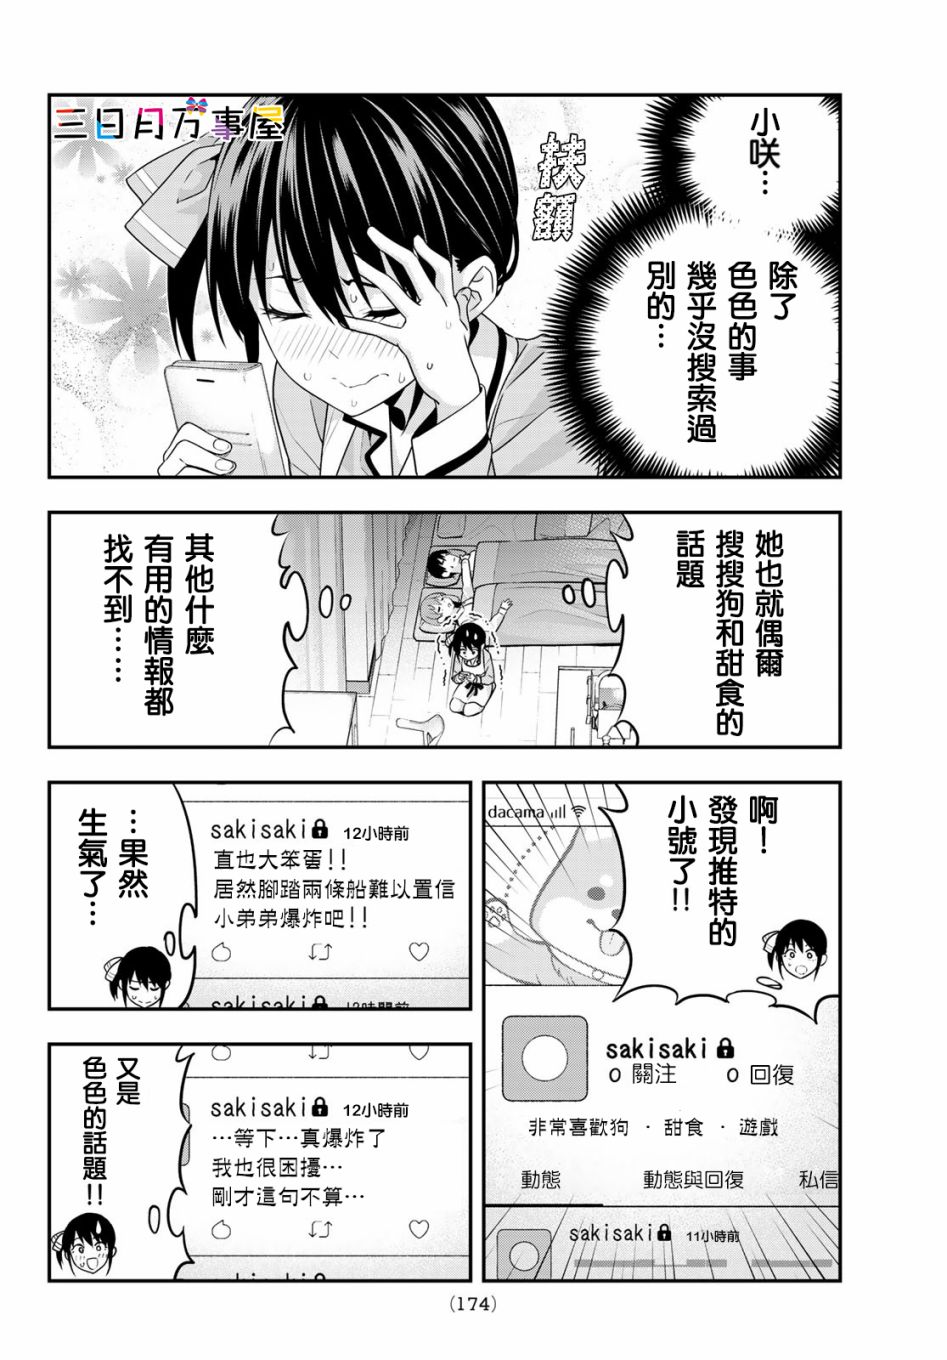 三日月万事屋
小咲…
扶額
除了
色色的事
幾乎沒搜索過
別的…
她也就偶爾
搜搜狗和甜食的
話題
其他什麼
有用的情報都
找不到……
啊！
發現推特的
小號了!!
dacama
sakisaki
0 關注 0 回復
非常喜歡狗 · 甜食 · 遊戲
動態 動態與回復 私信
sakisaki 11小時前
sakisaki 12小時前
直也大笨蛋!!
居然腳踏兩條船難以置信
小弟弟爆炸吧!!
sakisaki 12時間前
…果然
生氣了…
sakisaki 12小時前
…等下…真爆炸了
我也很困擾…
剛才這句不算…
又是
色色的話題!!
sakisaki
(174)